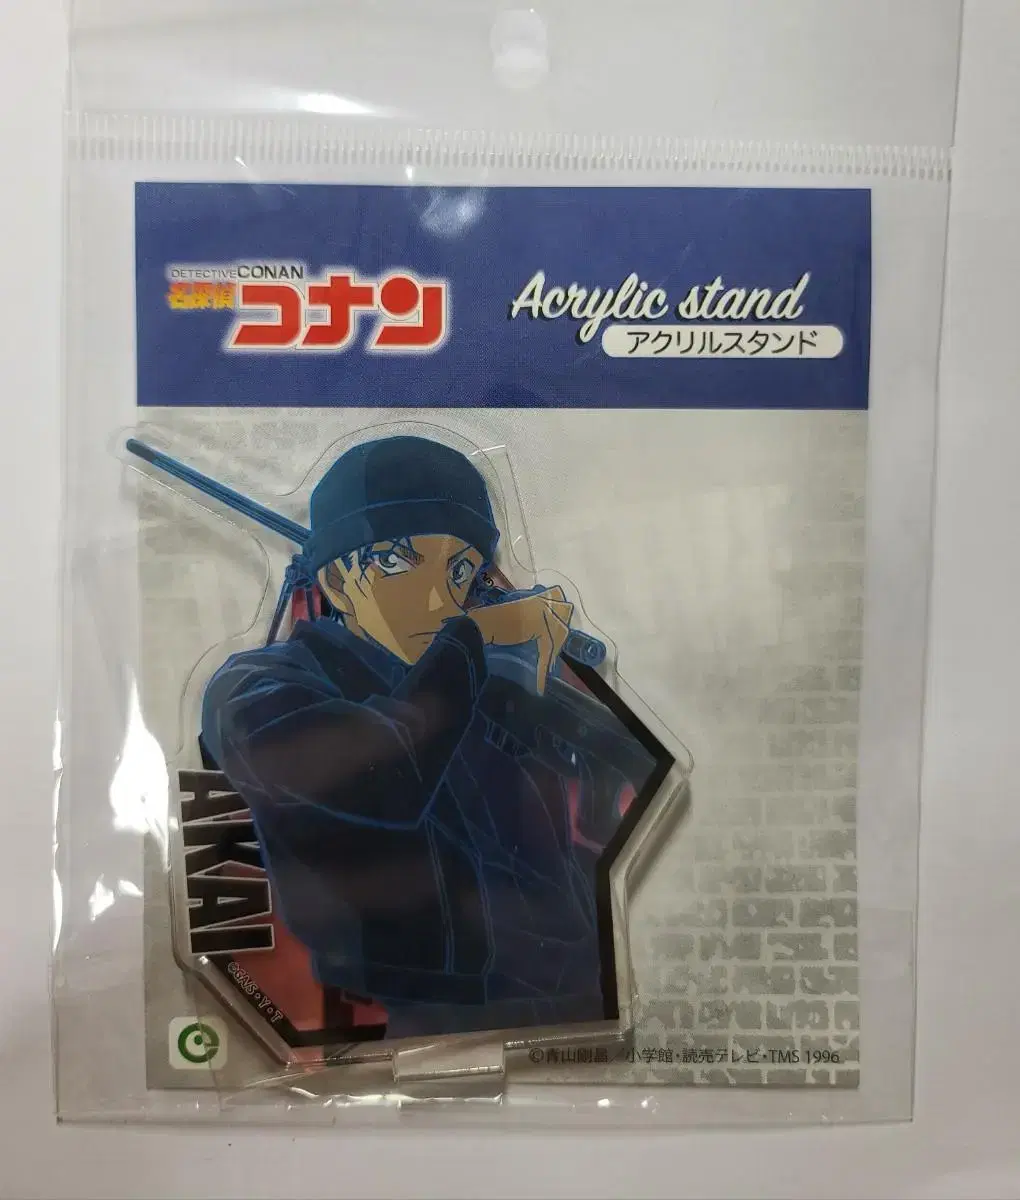 DETECTIVE CONAN
名探偵
コナン
Acrylic stand
アクリルスタンド
AKAI
©GA/S・Y・T
©青山剛昌／小学館・読売テレビ・TMS 1996